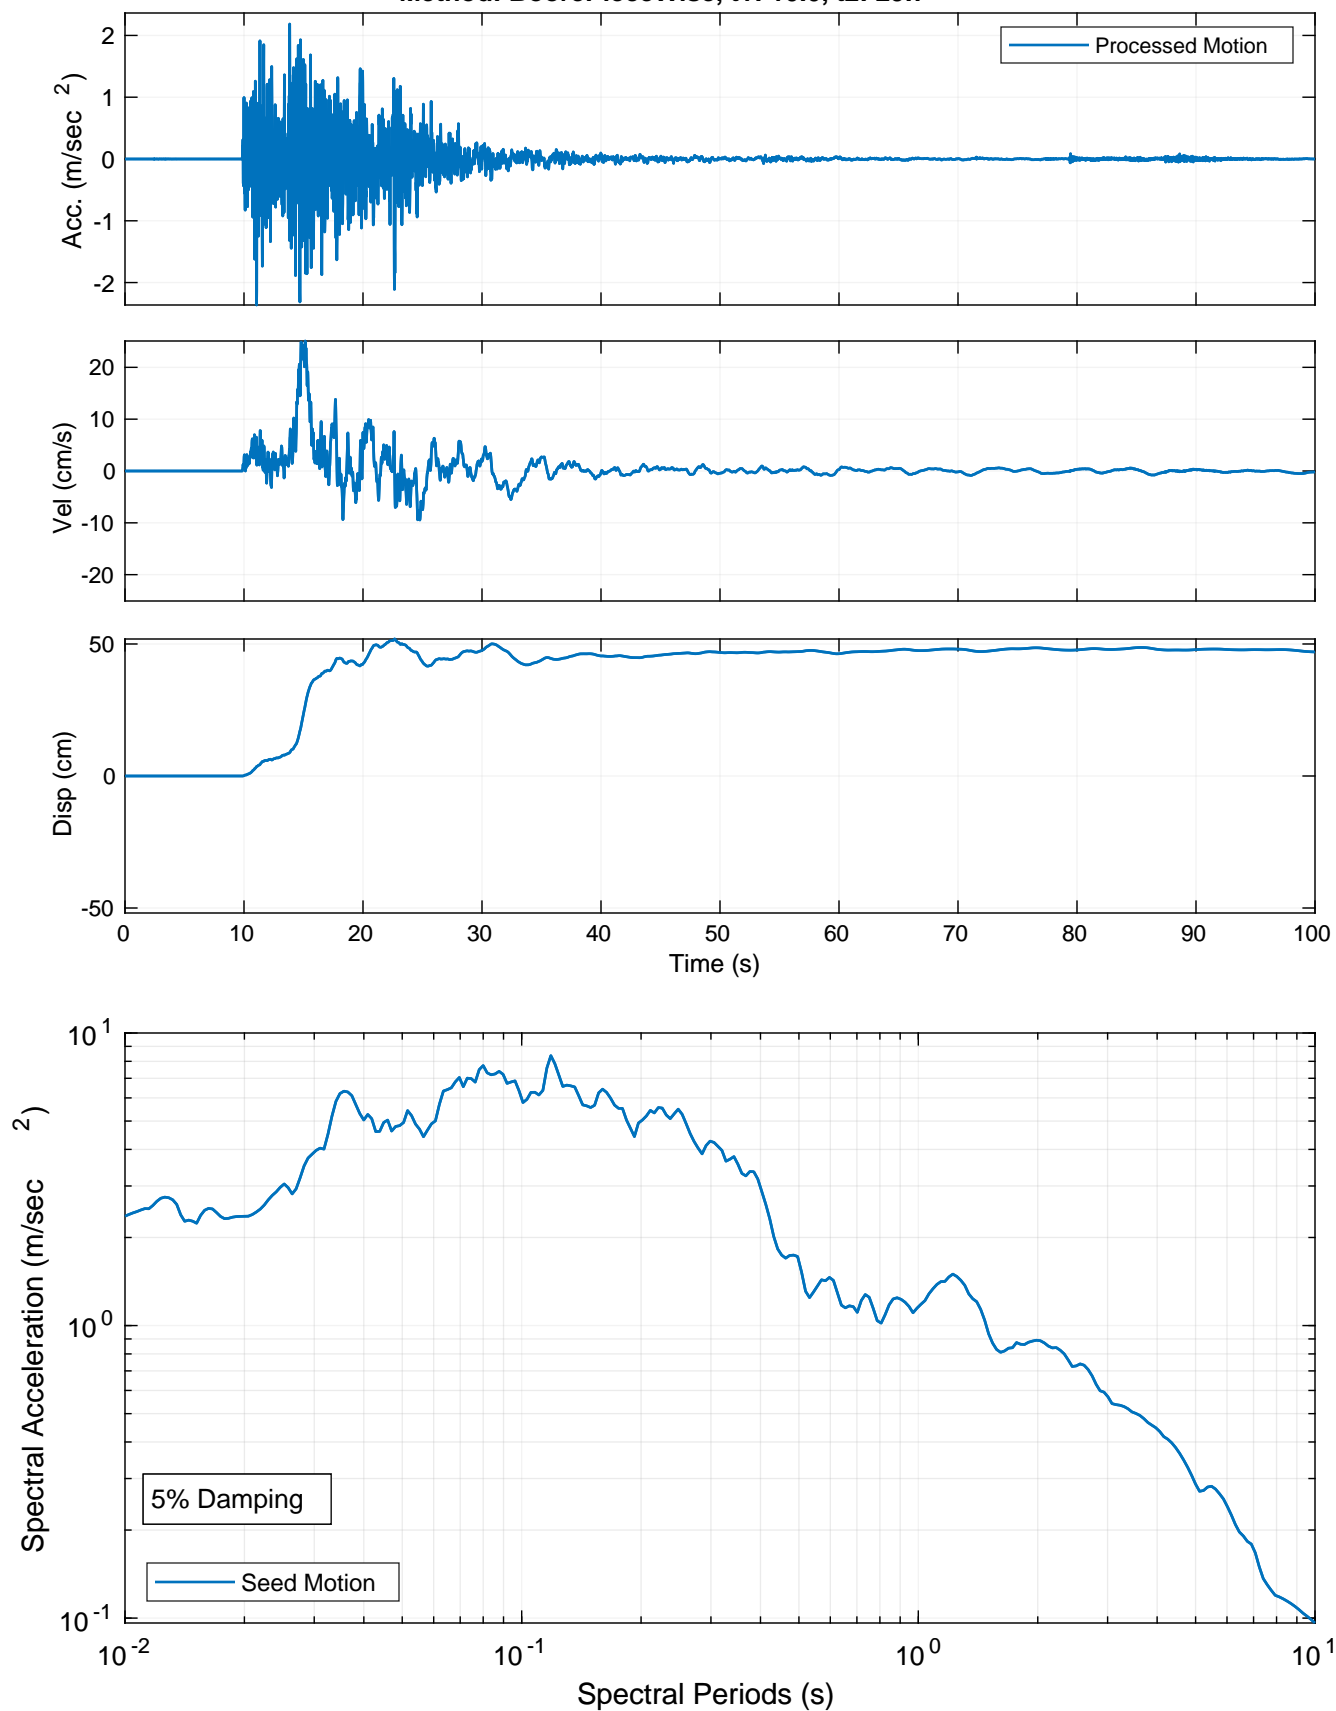 2
1
0
-1
-2
Acc. (m/sec 2)
Processed Motion
20
10
0
-10
-20
Vel (cm/s)
50
0
-50
Disp (cm)
0 10 20 30 40 50 60 70 80 90 100
Time (s)
10 1
10 0
10 -1
Spectral Acceleration (m/sec 2)
5% Damping
Seed Motion
10 -2 10 -1 10 0 10 1
Spectral Periods (s)